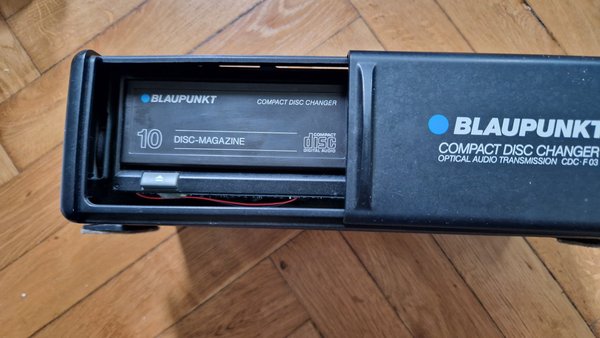 BLAUPUNKT
COMPACT DISC CHANGER
10
DISC-MAGAZINE
COMPACT
disc
DIGITAL AUDIO
BLAUPUNKT
COMPACT DISC CHANGER
OPTICAL AUDIO TRANSMISSION CDC·F03